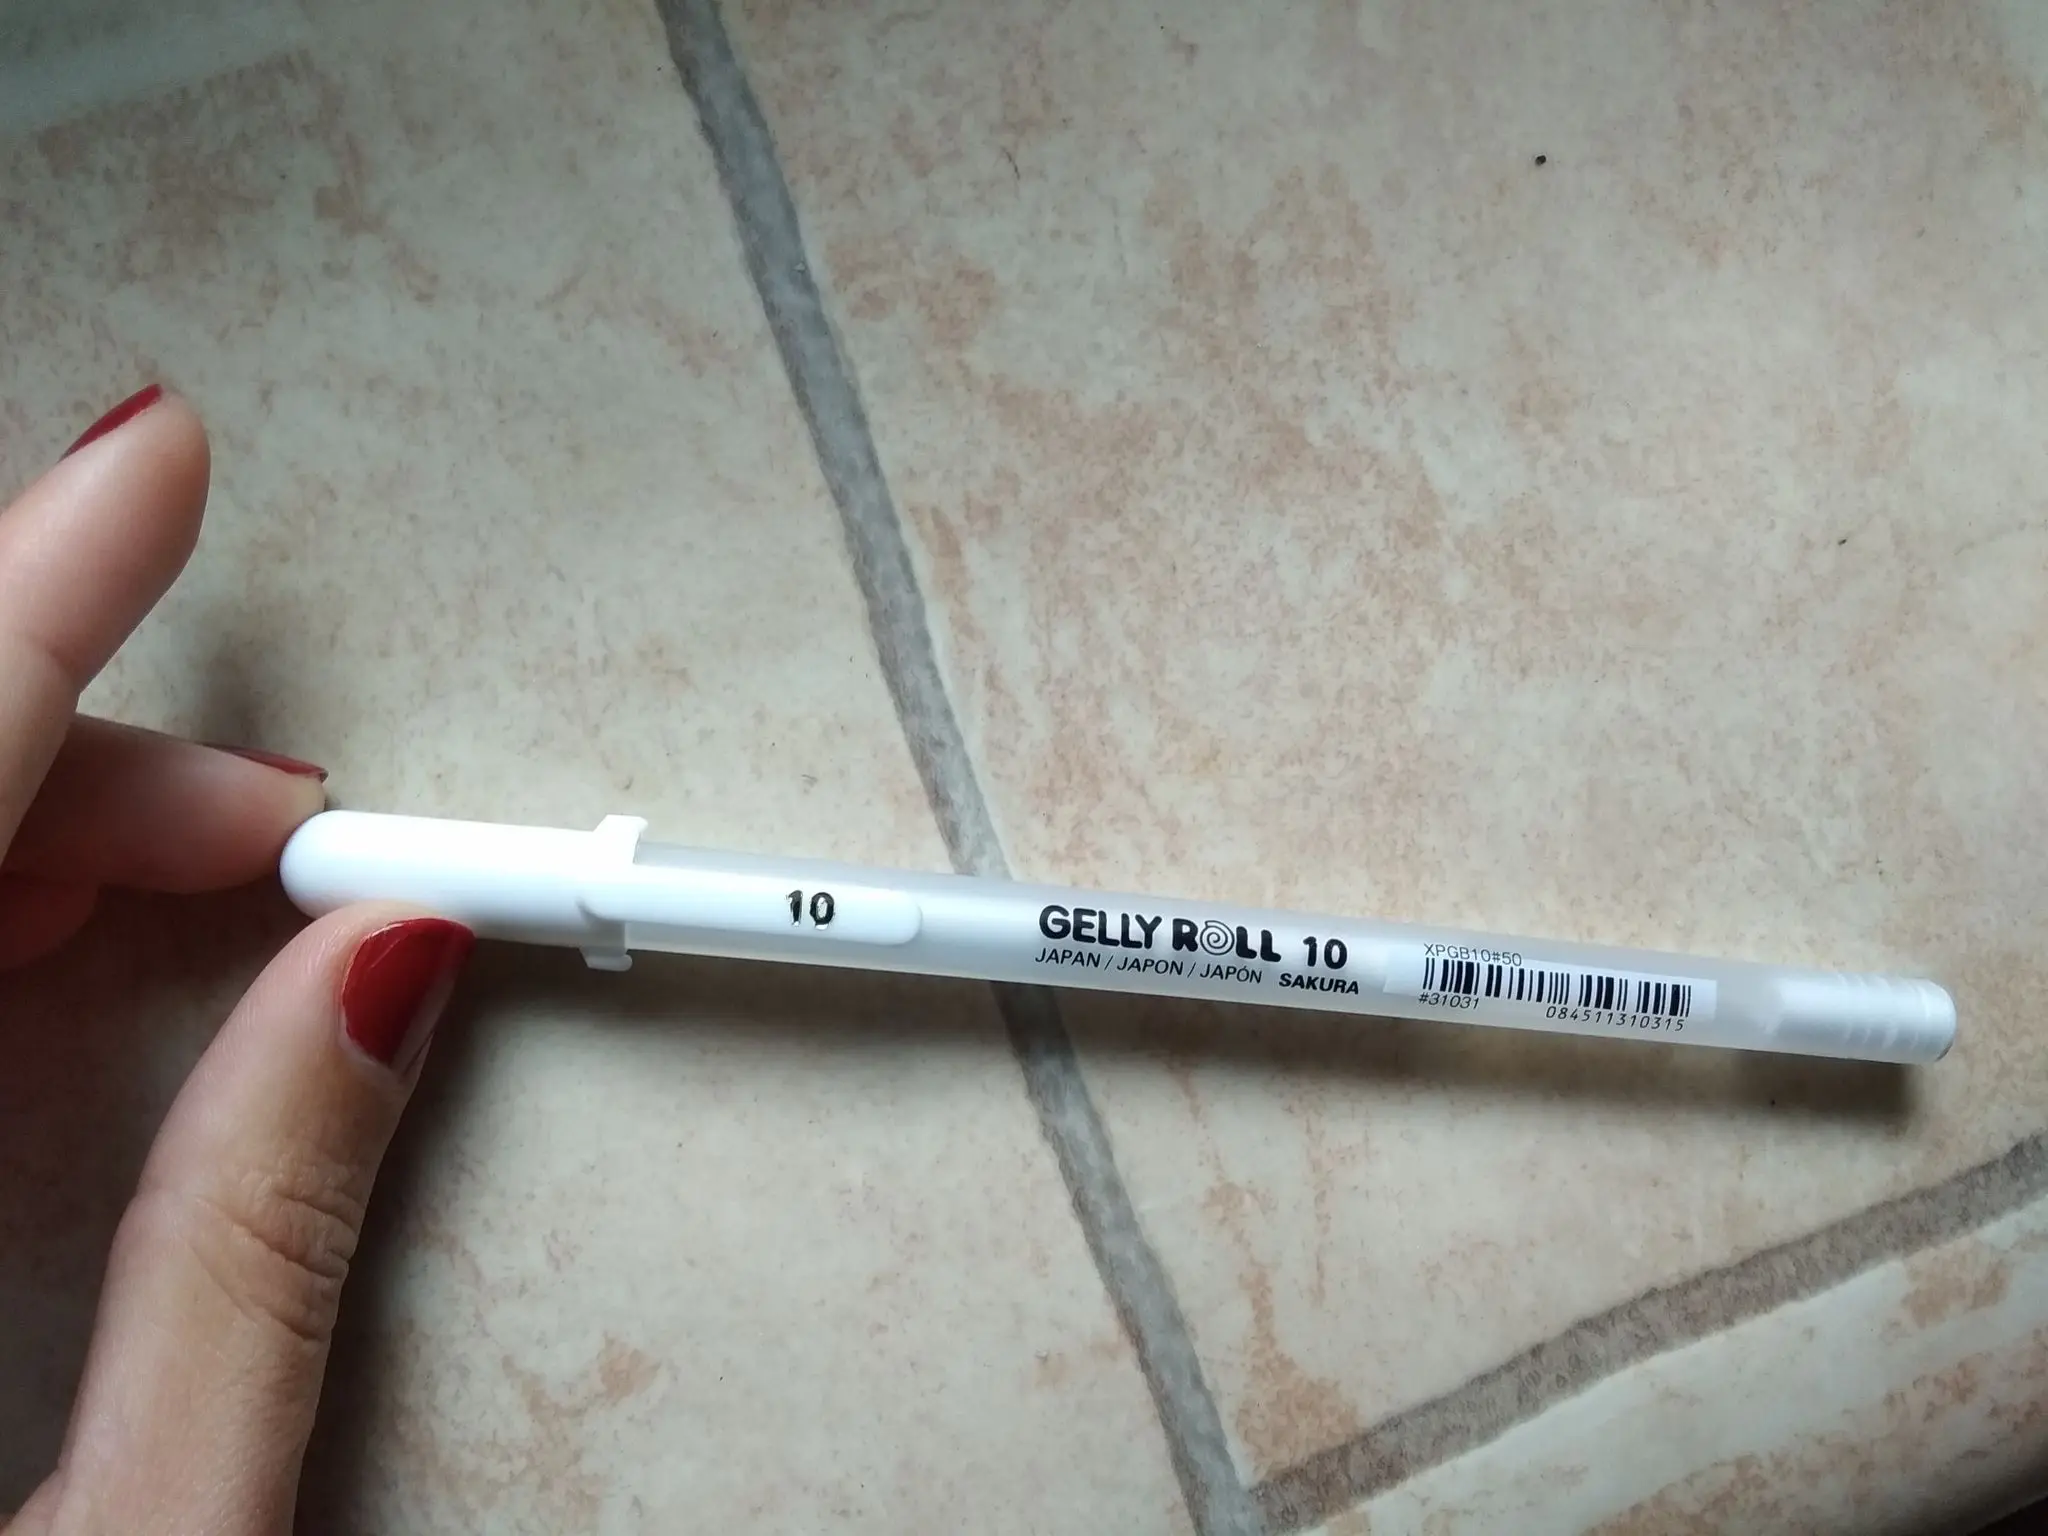 10
GELLY ROLL 10
JAPAN / JAPON / JAPÓN SAKURA
XPGB10#50
#31031
084511310315